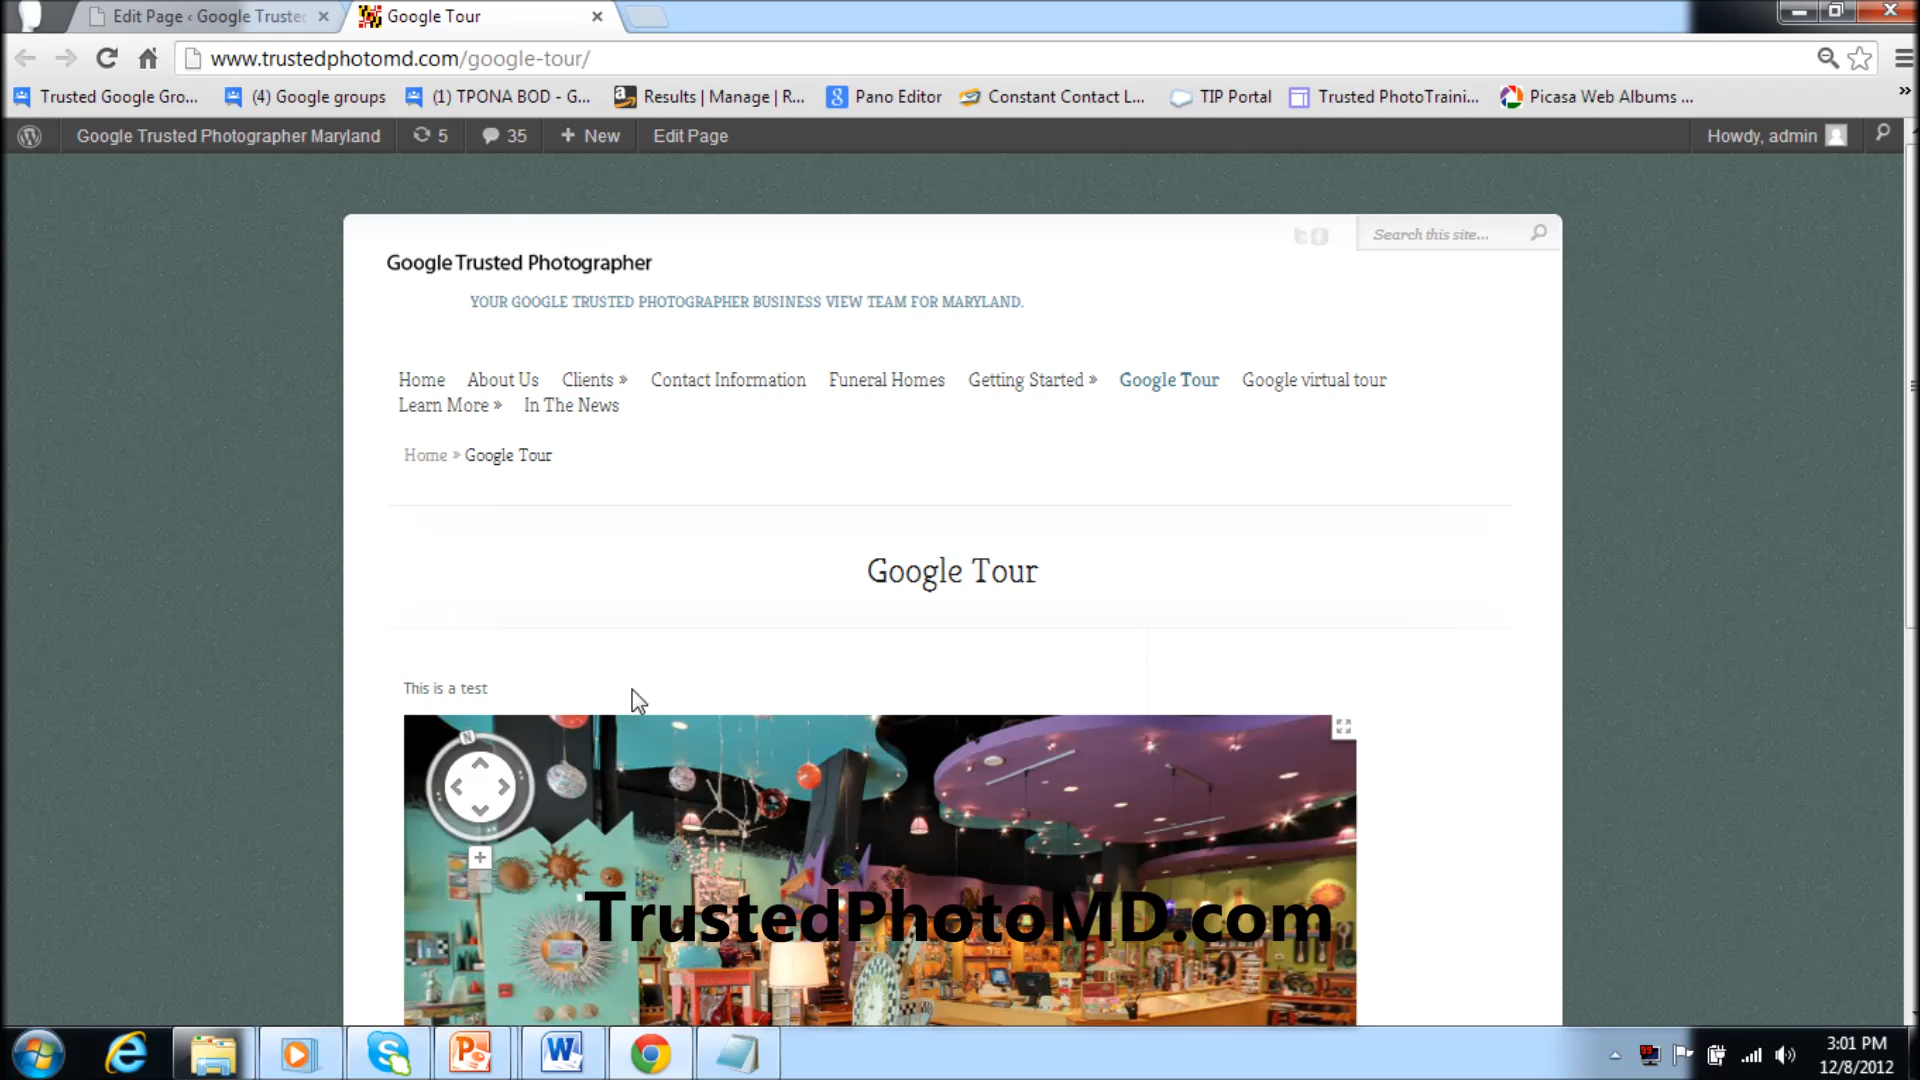 Edit Page ‹ Google Trusted
Google Tour
www.trustedphotomd.com/google-tour/
Trusted Google Gro...
(4) Google groups
(1) TPONA BOD - G...
Results | Manage | R...
Pano Editor
Constant Contact L...
TIP Portal
Trusted PhotoTraini...
Picasa Web Albums ...
»
Google Trusted Photographer Maryland
5
35
+ New
Edit Page
Howdy, admin
Search this site...
Google Trusted Photographer
YOUR GOOGLE TRUSTED PHOTOGRAPHER BUSINESS VIEW TEAM FOR MARYLAND.
Home About Us Clients » Contact Information Funeral Homes Getting Started » Google Tour Google virtual tour
Learn More » In The News
Home » Google Tour
Google Tour
This is a test
N
TrustedPhotoMD.com
3:01 PM
12/8/2012